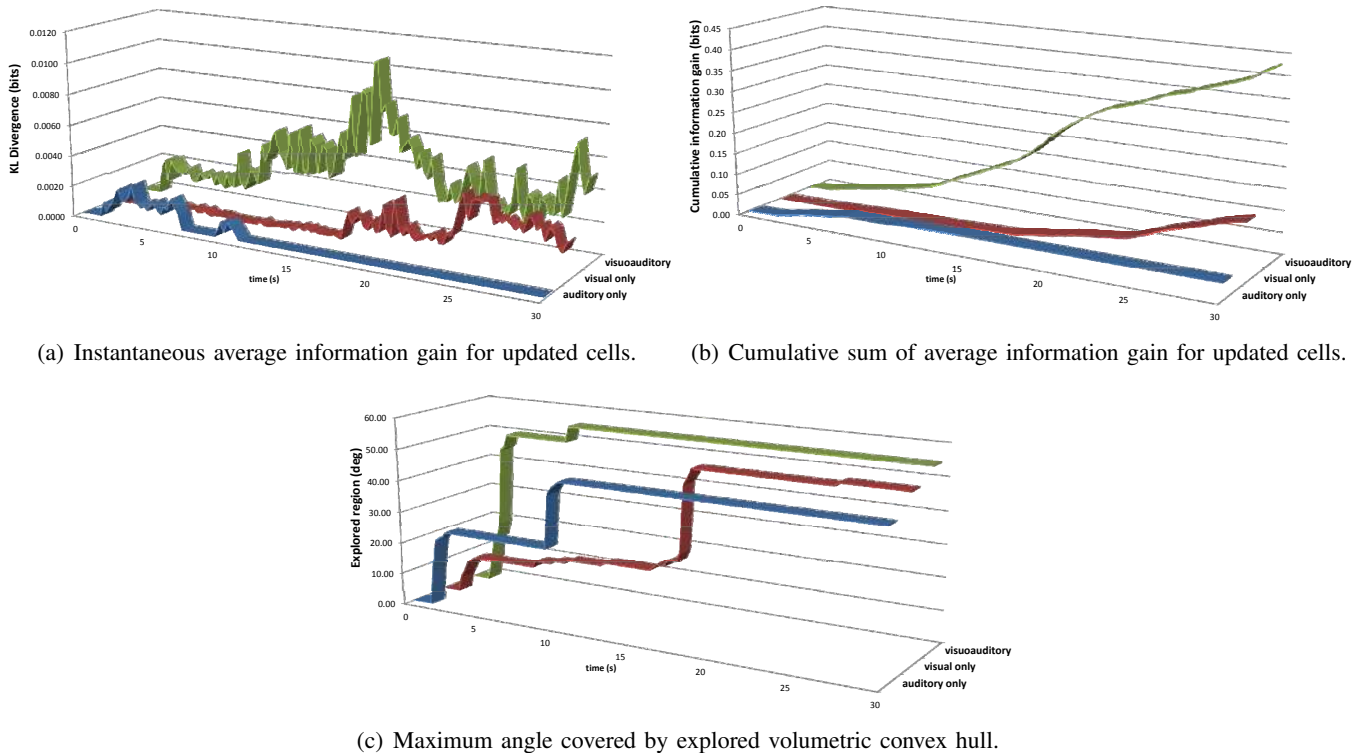 0.0120
0.0100
0.0080
0.0060
0.0040
0.0020
0.0000
KL Divergence (bits)
0
5
10
15
20
25
30
time (s)
visuoauditory
visual only
auditory only
(a) Instantaneous average information gain for updated cells.
0.45
0.40
0.35
0.30
0.25
0.20
0.15
0.10
0.05
0.00
Cumulative information gain (bits)
0
5
10
15
20
25
30
time (s)
visuoauditory
visual only
auditory only
(b) Cumulative sum of average information gain for updated cells.
60.00
50.00
40.00
30.00
20.00
10.00
0.00
Explored region (deg)
0
5
10
15
20
25
30
time (s)
visuoauditory
visual only
auditory only
(c) Maximum angle covered by explored volumetric convex hull.